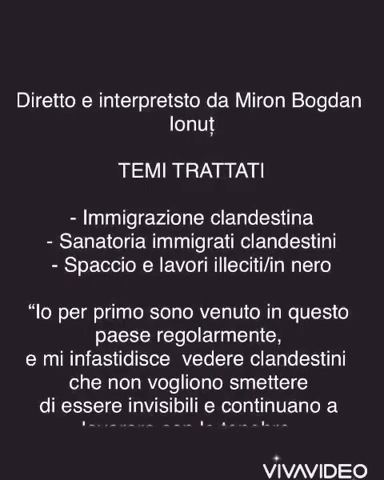 Diretto e interpretsto da Miron Bogdan
Ionuț
TEMI TRATTATI
- Immigrazione clandestina
- Sanatoria immigrati clandestini
- Spaccio e lavori illeciti/in nero
“Io per primo sono venuto in questo
paese regolarmente,
e mi infastidisce vedere clandestini
che non vogliono smettere
di essere invisibili e continuano a
VIVAVIDEO